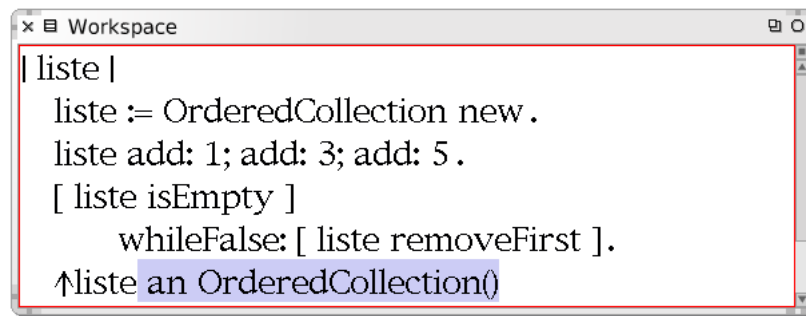 Workspace
| liste |
liste := OrderedCollection new.
liste add: 1; add: 3; add: 5.
[ liste isEmpty ]
whileFalse: [ liste removeFirst ].
↑liste an OrderedCollection()